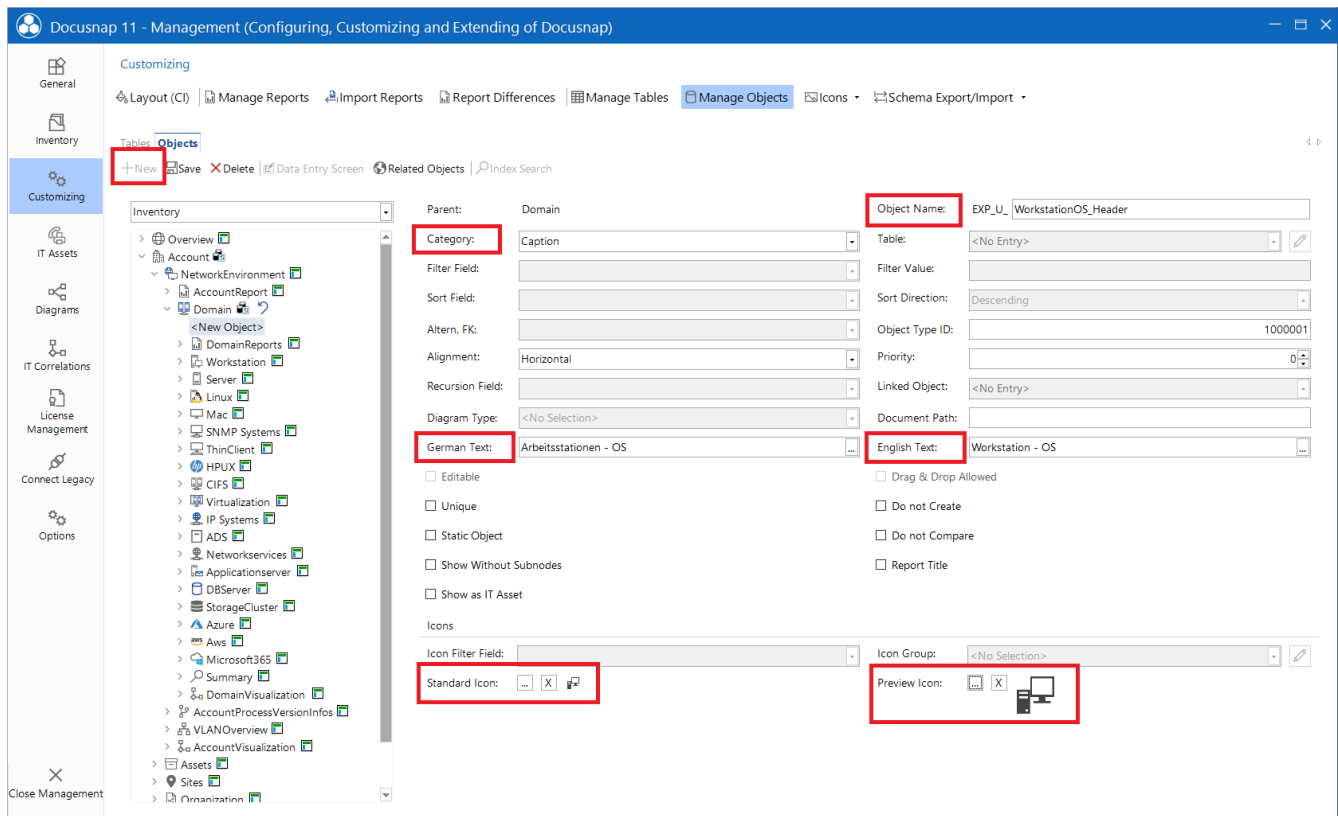 Docusnap 11 - Management (Configuring, Customizing and Extending of Docusnap)
General
Inventory
Customizing
IT Assets
Diagrams
IT Correlations
License
Management
Connect Legacy
Options
Close Management
Customizing
Layout (CI) Manage Reports Import Reports Report Differences Manage Tables Manage Objects Icons Schema Export/Import
Tables Objects
New Save Delete Data Entry Screen Related Objects Index Search
Inventory
Overview
Account
NetworkEnvironment
AccountReport
Domain
<New Object>
DomainReports
Workstation
Server
Linux
Mac
SNMP Systems
ThinClient
HPUX
CIFS
Virtualization
IP Systems
ADS
Networkservices
Applicationserver
DBServer
StorageCluster
Azure
aws Aws
Microsoft365
Summary
DomainVisualization
AccountProcessVersionInfos
VLANOverview
AccountVisualization
Assets
Sites
Organization
Parent: Domain Object Name: EXP_U_ WorkstationOS_Header
Category: Caption Table: <No Entry>
Filter Field: Filter Value:
Sort Field: Sort Direction: Descending
Altern. FK: Object Type ID: 1000001
Alignment: Horizontal Priority: 0
Recursion Field: Linked Object: <No Entry>
Diagram Type: <No Selection> Document Path:
German Text: Arbeitsstationen - OS ... English Text: Workstation - OS ...
Editable Drag & Drop Allowed
Unique Do not Create
Static Object Do not Compare
Show Without Subnodes Report Title
Show as IT Asset
Icons
Icon Filter Field: Icon Group: <No Selection>
Standard Icon: ... X Preview Icon: ... X